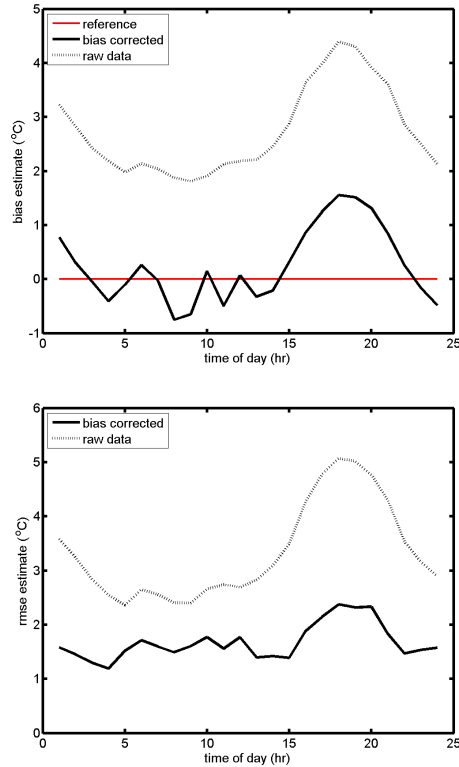 5
4
3
2
1
0
-1
bias estimate (°C)
reference
bias corrected
raw data
0 5 10 15 20 25
time of day (hr)
6
5
4
3
2
1
0
rmse estimate (°C)
bias corrected
raw data
0 5 10 15 20 25
time of day (hr)